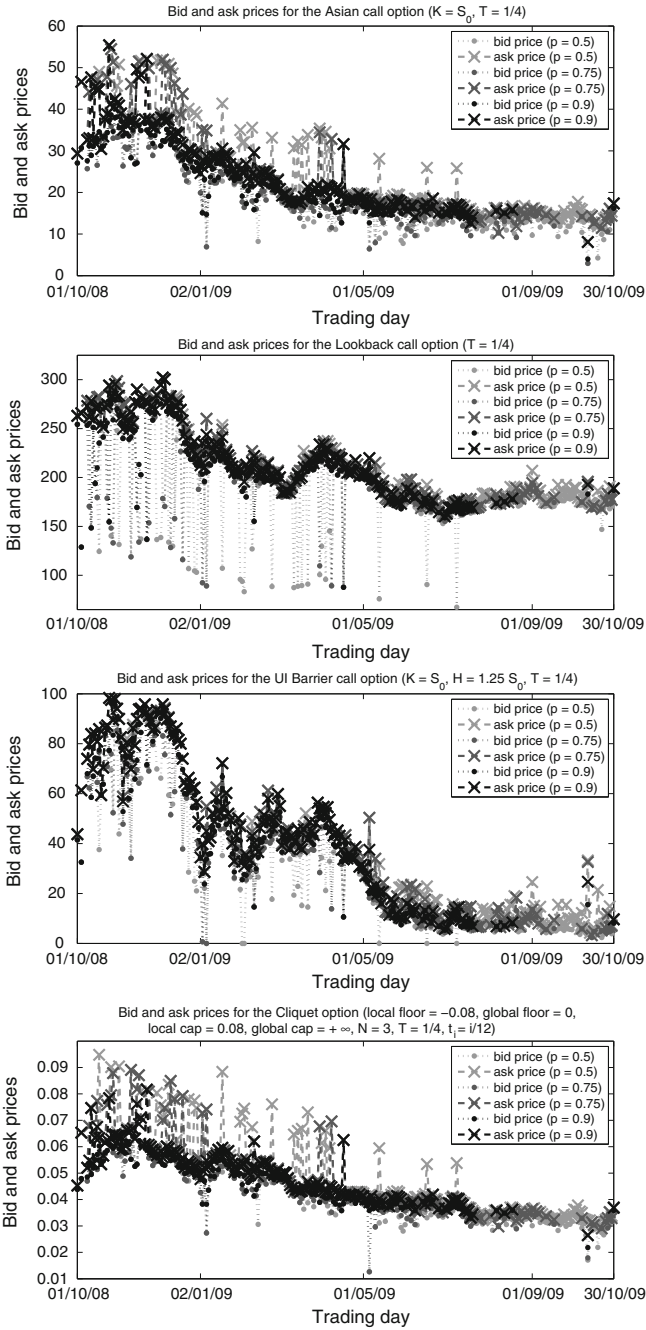 Bid and ask prices for the Asian call option (K = S0, T = 1/4)
60
50
40
30
20
10
0
Bid and ask prices
bid price (p = 0.5)
ask price (p = 0.5)
bid price (p = 0.75)
ask price (p = 0.75)
bid price (p = 0.9)
ask price (p = 0.9)
01/10/08 02/01/09 01/05/09 01/09/09 30/10/09
Trading day
Bid and ask prices for the Lookback call option (T = 1/4)
300
250
200
150
100
Bid and ask prices
bid price (p = 0.5)
ask price (p = 0.5)
bid price (p = 0.75)
ask price (p = 0.75)
bid price (p = 0.9)
ask price (p = 0.9)
01/10/08 02/01/09 01/05/09 01/09/09 30/10/09
Trading day
Bid and ask prices for the UI Barrier call option (K = S0, H = 1.25 S0, T = 1/4)
100
80
60
40
20
0
Bid and ask prices
bid price (p = 0.5)
ask price (p = 0.5)
bid price (p = 0.75)
ask price (p = 0.75)
bid price (p = 0.9)
ask price (p = 0.9)
01/10/08 02/01/09 01/05/09 01/09/09 30/10/09
Trading day
Bid and ask prices for the Cliquet option (local floor = −0.08, global floor = 0,
local cap = 0.08, global cap = + ∞, N = 3, T = 1/4, ti = i/12)
0.09
0.08
0.07
0.06
0.05
0.04
0.03
0.02
0.01
Bid and ask prices
bid price (p = 0.5)
ask price (p = 0.5)
bid price (p = 0.75)
ask price (p = 0.75)
bid price (p = 0.9)
ask price (p = 0.9)
01/10/08 02/01/09 01/05/09 01/09/09 30/10/09
Trading day